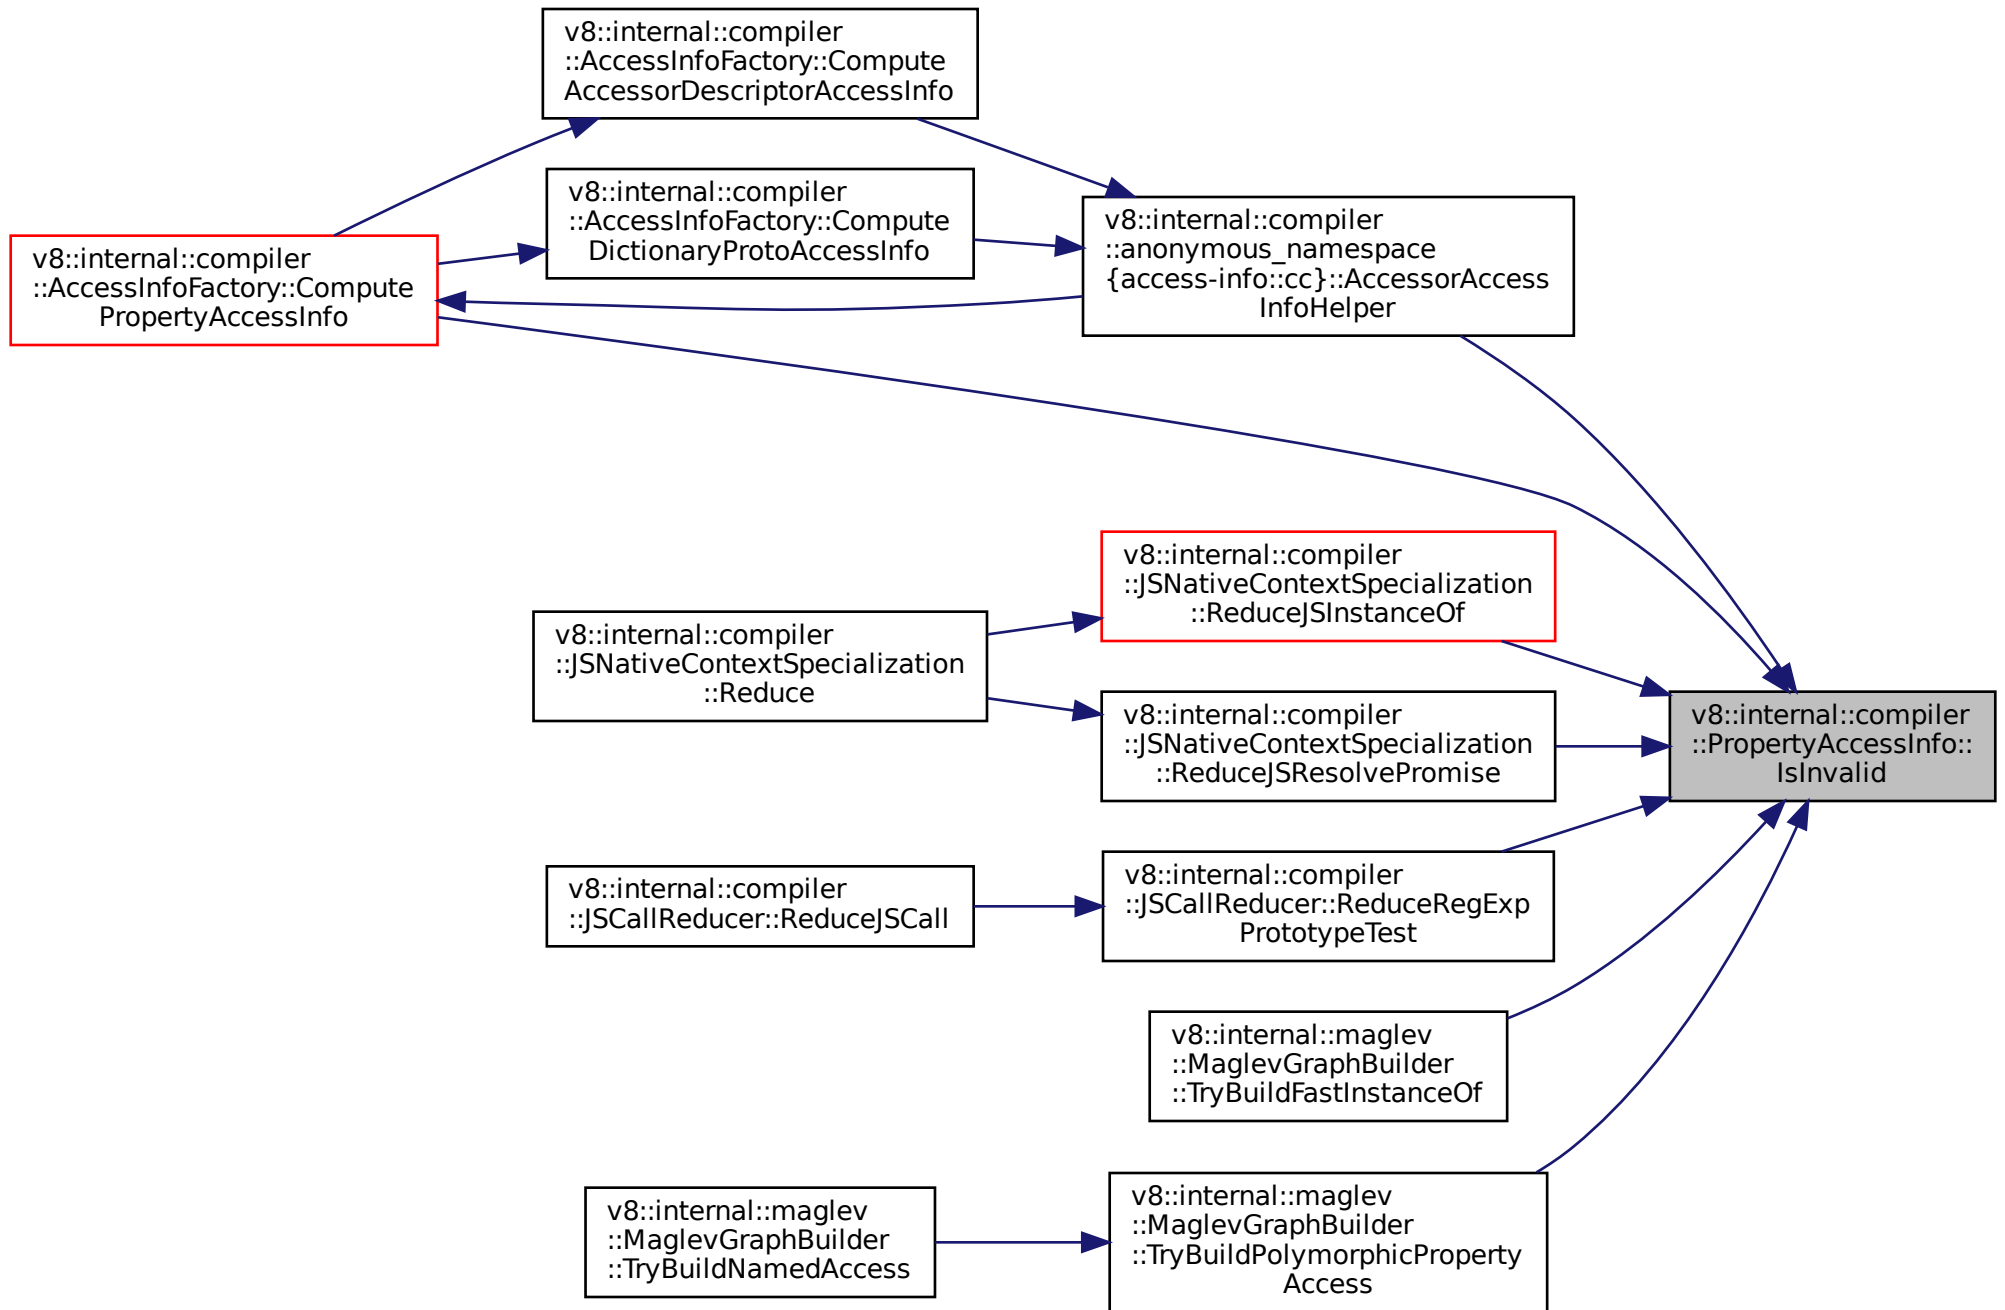 v8::internal::compiler
::AccessInfoFactory::Compute
AccessorDescriptorAccessInfo
v8::internal::compiler
::AccessInfoFactory::Compute
DictionaryProtoAccessInfo
v8::internal::compiler
::anonymous_namespace
{access-info::cc}::AccessorAccess
InfoHelper
v8::internal::compiler
::AccessInfoFactory::Compute
PropertyAccessInfo
v8::internal::compiler
::JSNativeContextSpecialization
::ReduceJSInstanceOf
v8::internal::compiler
::JSNativeContextSpecialization
::Reduce
v8::internal::compiler
::JSNativeContextSpecialization
::ReduceJSResolvePromise
v8::internal::compiler
::PropertyAccessInfo::
IsInvalid
v8::internal::compiler
::JSCallReducer::ReduceJSCall
v8::internal::compiler
::JSCallReducer::ReduceRegExp
PrototypeTest
v8::internal::maglev
::MaglevGraphBuilder
::TryBuildFastInstanceOf
v8::internal::maglev
::MaglevGraphBuilder
::TryBuildNamedAccess
v8::internal::maglev
::MaglevGraphBuilder
::TryBuildPolymorphicProperty
Access